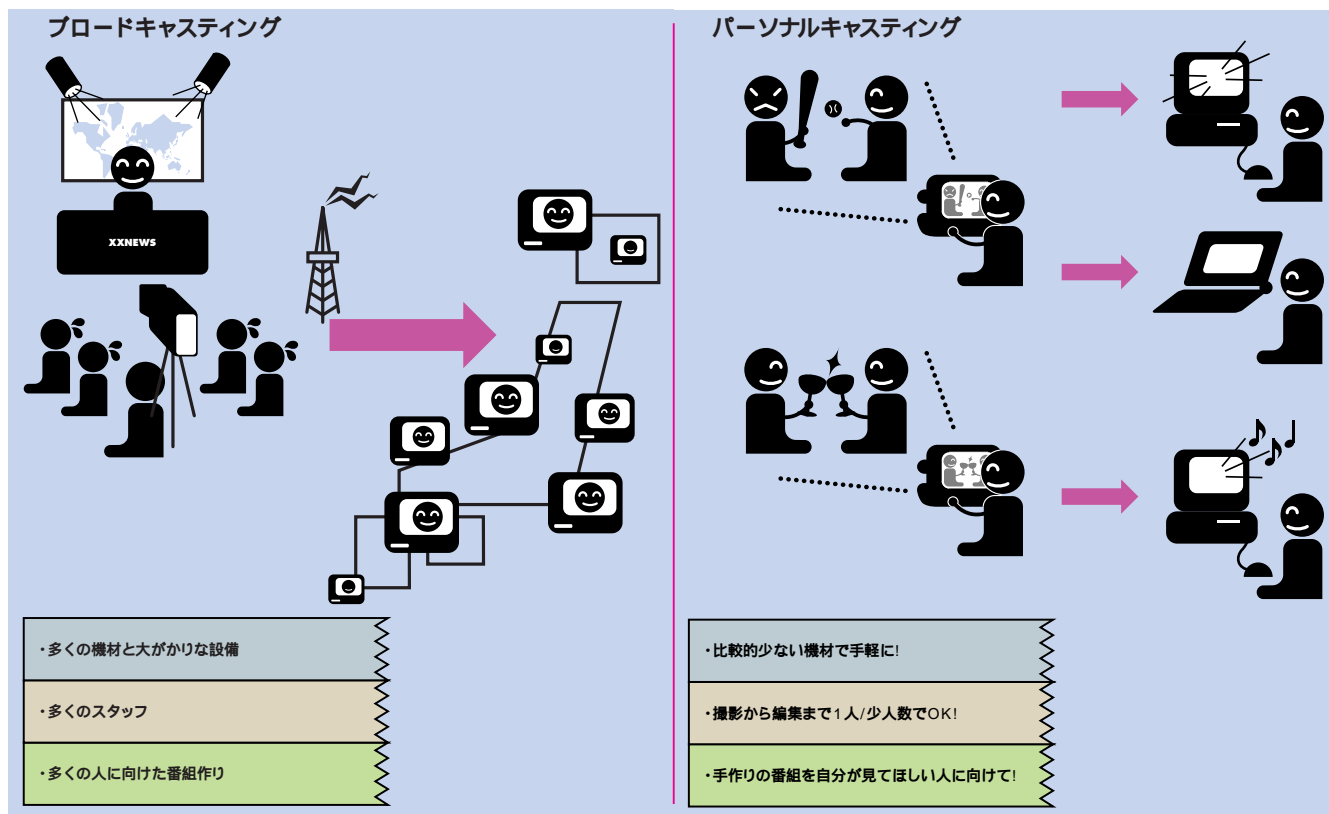 ブロードキャスティング
XXNEWS
・多くの機材と大がかりな設備
・多くのスタッフ
・多くの人に向けた番組作り
パーソナルキャスティング
・比較的少ない機材で手軽に!
・撮影から編集まで1人/少人数でOK!
・手作りの番組を自分が見てほしい人に向けて!